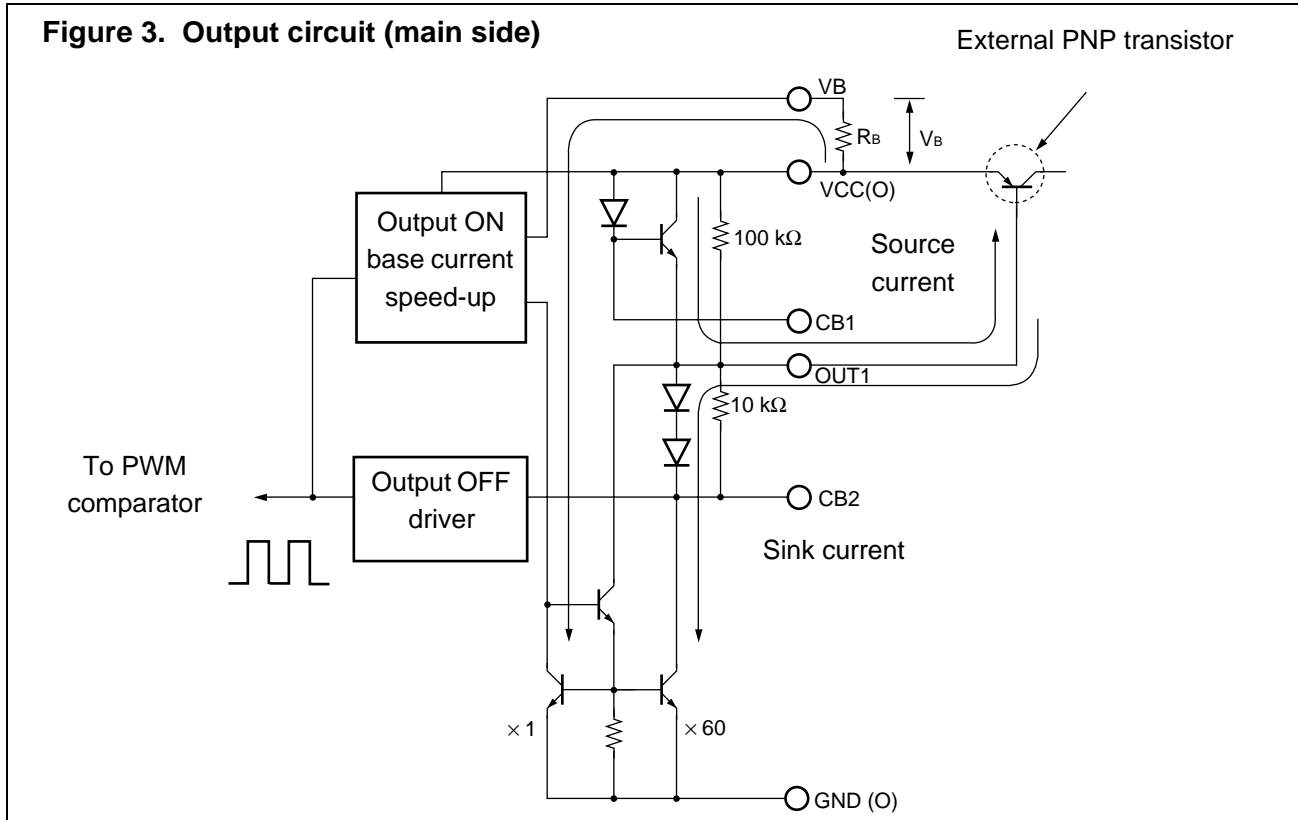 Figure 3. Output circuit (main side)
External PNP transistor
VB
RB
VB
VCC(O)
Output ON
base current
speed-up
100 kΩ
Source
current
CB1
OUT1
10 kΩ
To PWM
comparator
Output OFF
driver
CB2
Sink current
× 1
× 60
GND (O)